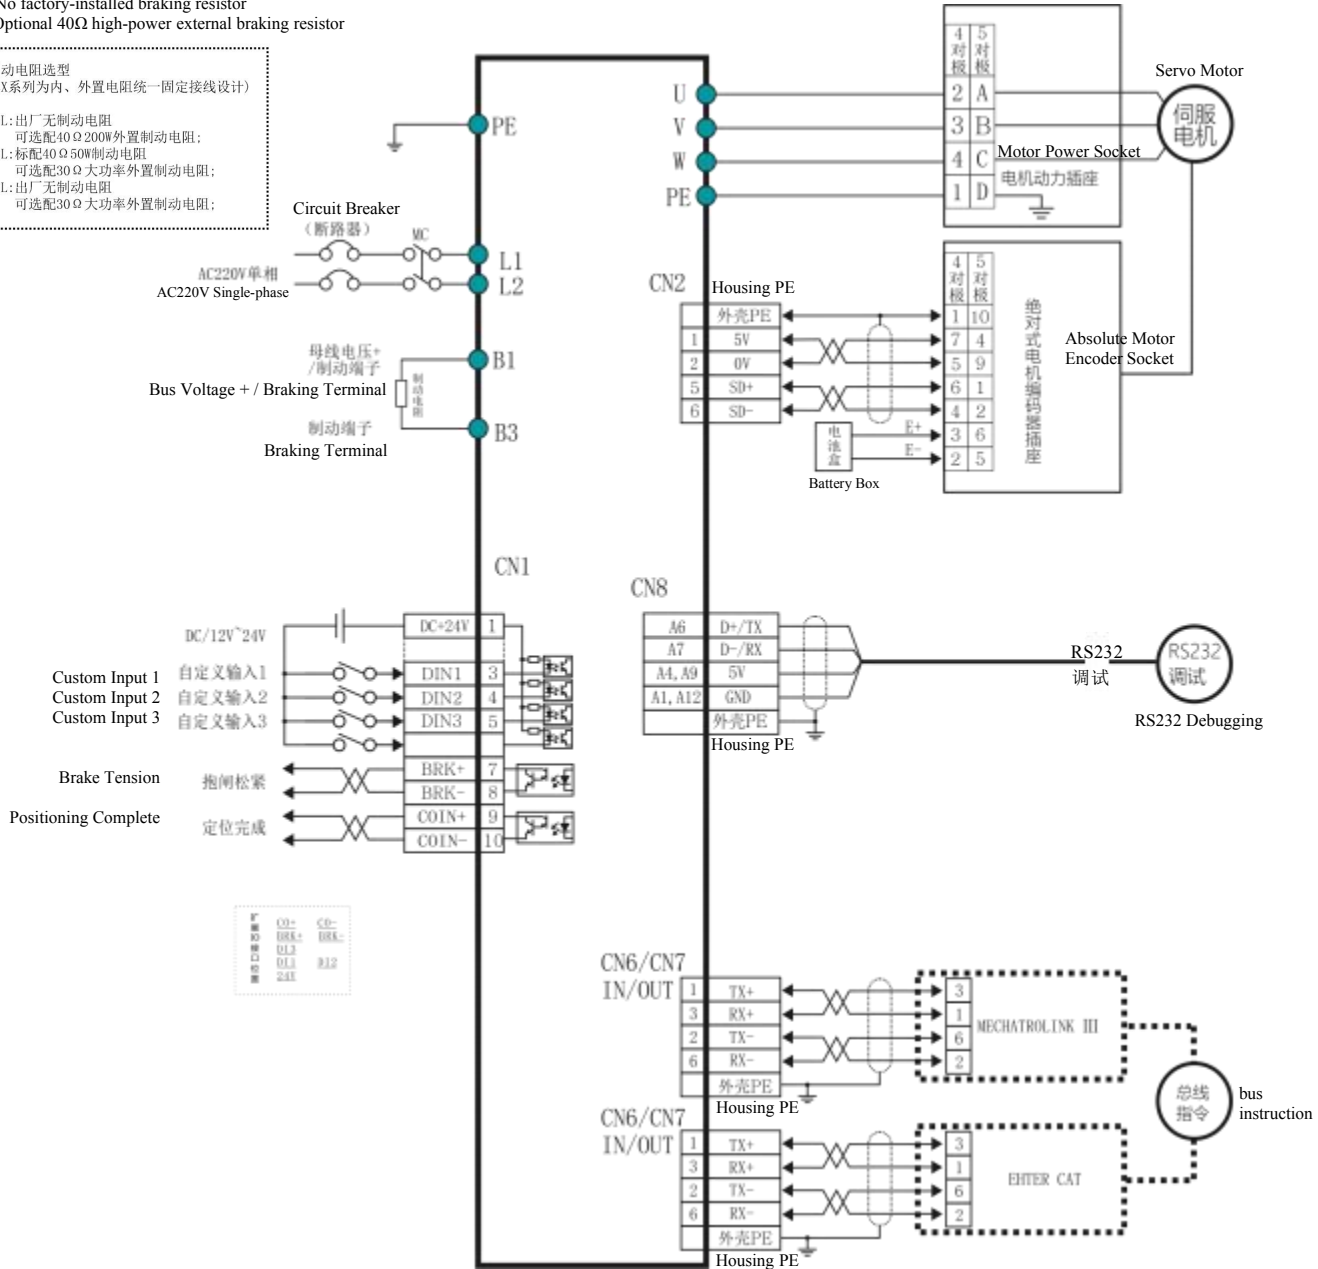 No factory-installed braking resistor
Optional 40Ω high-power external braking resistor
动电阻选型
X系列为内、外置电阻统一固定接线设计)
L:出厂无制动电阻
可选配40Ω200W外置制动电阻;
L:标配40Ω50W制动电阻
可选配30Ω大功率外置制动电阻;
L:出厂无制动电阻
可选配30Ω大功率外置制动电阻;
PE
Circuit Breaker
(断路器)
MC
AC220V单相
AC220V Single-phase
L1
L2
母线电压+
/制动端子
Bus Voltage + / Braking Terminal
制动电阻
B1
制动端子
Braking Terminal
B3
U
V
W
PE
4对极 5对极
2 A
3 B
4 C
1 D
Motor Power Socket
电机动力插座
Servo Motor
伺服
电机
CN2
Housing PE
外壳PE
1 5V
2 0V
5 SD+
6 SD-
电池盒
Battery Box
E+
E-
4对极 5对极
1 10
7 4
5 9
6 1
4 2
3 6
2 5
绝对式电机编码器插座
Absolute Motor
Encoder Socket
CN1
DC/12V~24V
DC+24V 1
Custom Input 1 自定义输入1 DIN1 3
Custom Input 2 自定义输入2 DIN2 4
Custom Input 3 自定义输入3 DIN3 5
Brake Tension 抱闸松紧
BRK+ 7
BRK- 8
Positioning Complete 定位完成
COIN+ 9
COIN- 10
CN8
A6 D+/TX
A7 D-/RX
A4, A9 5V
A1, A12 GND
外壳PE
Housing PE
RS232
调试
RS232
调试
RS232 Debugging
CO+ CO-
BRK+ BRK-
DI3
DI1 DI2
24V
CN6/CN7
IN/OUT
1 TX+
3 RX+
2 TX-
6 RX-
外壳PE
Housing PE
3
1
6
2
MECHATROLINK III
CN6/CN7
IN/OUT
1 TX+
3 RX+
2 TX-
6 RX-
外壳PE
Housing PE
3
1
6
2
EHTER CAT
总线
指令
bus
instruction